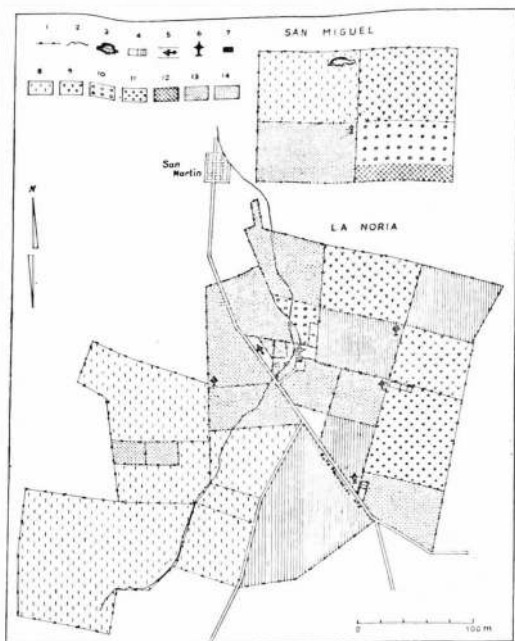 1 2 3 4 5 6 7
SAN MIGUEL
8 9 10 11 12 13 14
San
Martin
N
LA NORIA
0 100 m